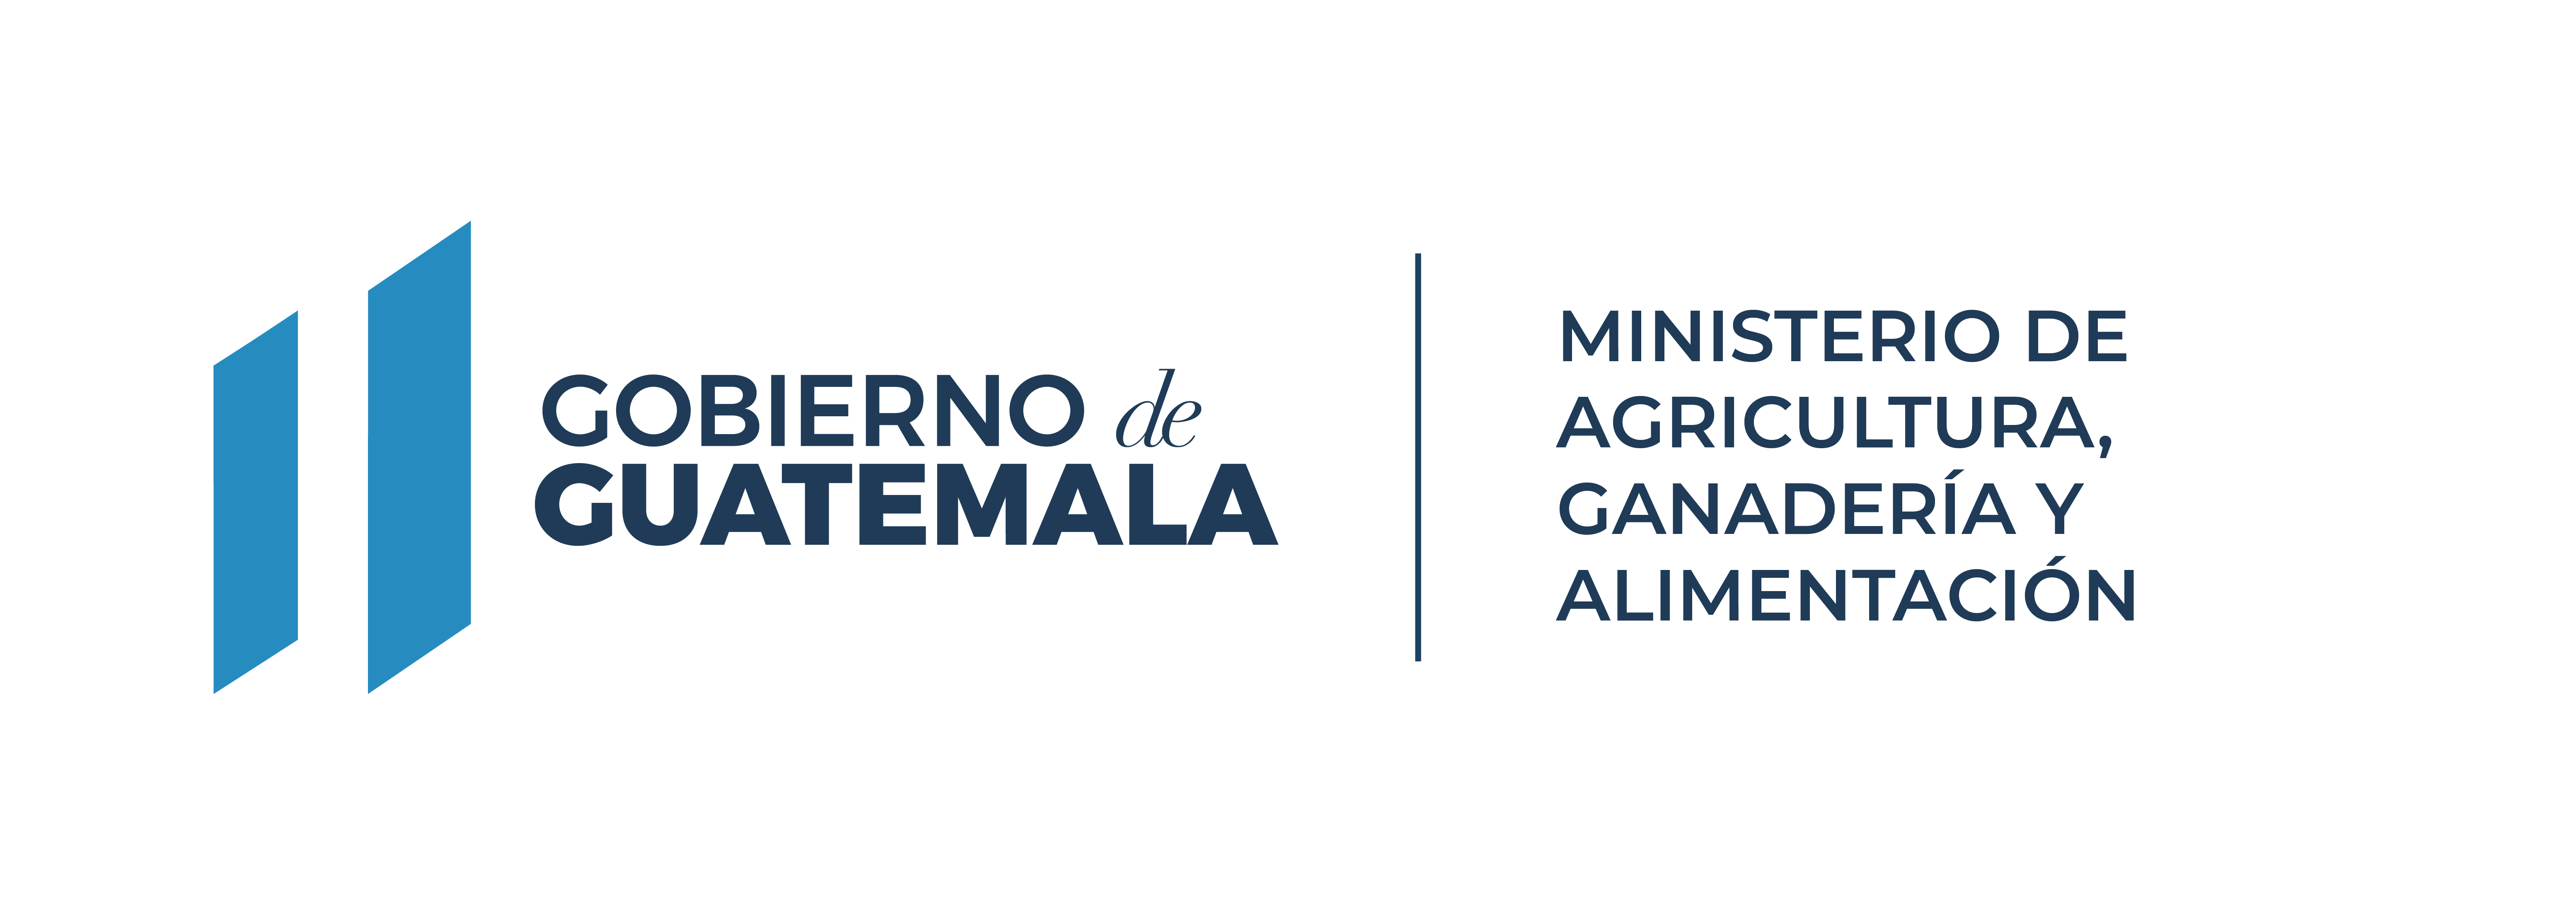 GOBIERNO de
GUATEMALA
MINISTERIO DE
AGRICULTURA,
GANADERÍA Y
ALIMENTACIÓN